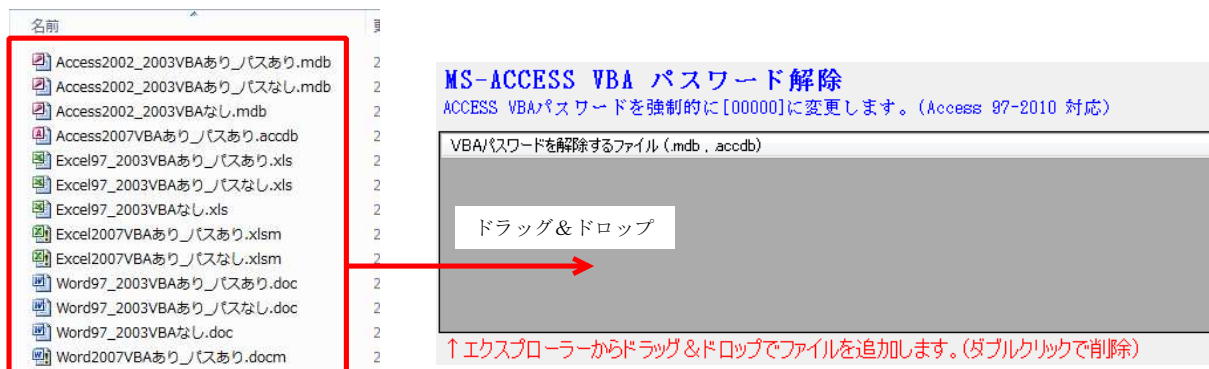 名前
Access2002_2003VBAあり_パスあり.mdb
Access2002_2003VBAあり_パスなし.mdb
Access2002_2003VBAなし.mdb
Access2007VBAあり_パスあり.accdb
Excel97_2003VBAあり_パスあり.xls
Excel97_2003VBAあり_パスなし.xls
Excel97_2003VBAなし.xls
Excel2007VBAあり_パスあり.xlsm
Excel2007VBAあり_パスなし.xlsm
Word97_2003VBAあり_パスあり.doc
Word97_2003VBAあり_パスなし.doc
Word97_2003VBAなし.doc
Word2007VBAあり_パスあり.docm
MS-ACCESS VBA パスワード解除
ACCESS VBAパスワードを強制的に[00000]に変更します。(Access 97-2010 対応)
VBAパスワードを解除するファイル (.mdb , .accdb)
ドラッグ＆ドロップ
↑エクスプローラーからドラッグ＆ドロップでファイルを追加します。(ダブルクリックで削除)